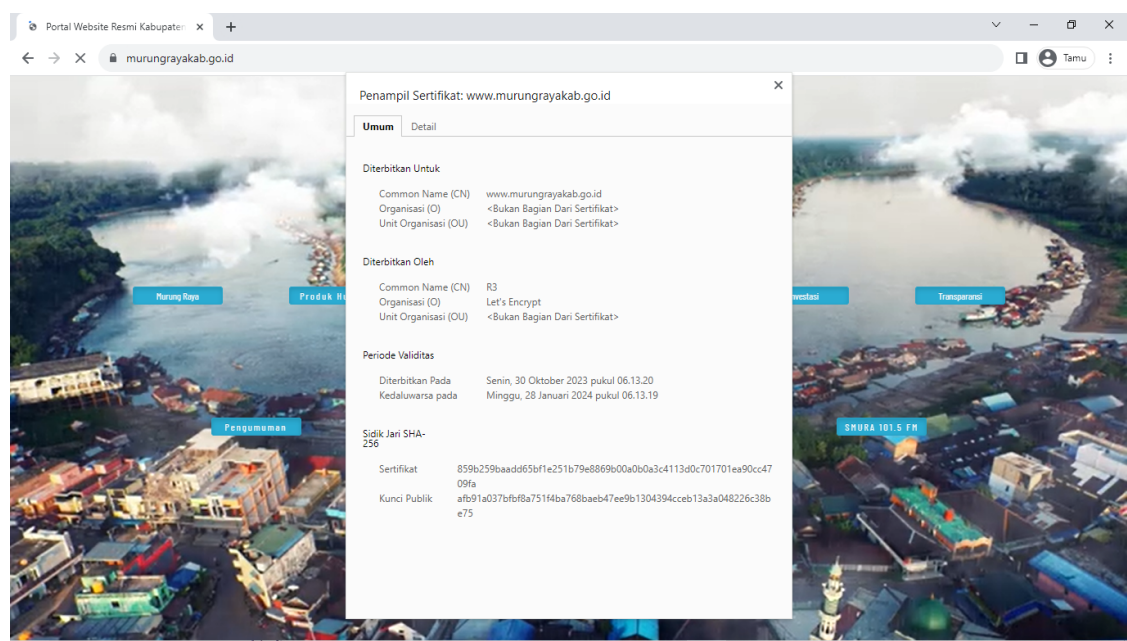 Portal Website Resmi Kabupaten
murungrayakab.go.id
Tamu
Penampil Sertifikat: www.murungrayakab.go.id
Umum Detail
Diterbitkan Untuk
Common Name (CN) www.murungrayakab.go.id
Organisasi (O) <Bukan Bagian Dari Sertifikat>
Unit Organisasi (OU) <Bukan Bagian Dari Sertifikat>
Diterbitkan Oleh
Common Name (CN) R3
Organisasi (O) Let's Encrypt
Unit Organisasi (OU) <Bukan Bagian Dari Sertifikat>
Periode Validitas
Diterbitkan Pada Senin, 30 Oktober 2023 pukul 06.13.20
Kedaluwarsa pada Minggu, 28 Januari 2024 pukul 06.13.19
Sidik Jari SHA-
256
Sertifikat 859b259baadd65bf1e251b79e8869b00a0b0a3c4113d0c701701ea90cc47
09fa
Kunci Publik afb91a037bfbf8a751f4ba768baeb47ee9b1304394cceb13a3a048226c38b
e75
Murung Raya
Produk Hu
nvestasi
Transparansi
Pengumuman
SMURA 101.5 FM